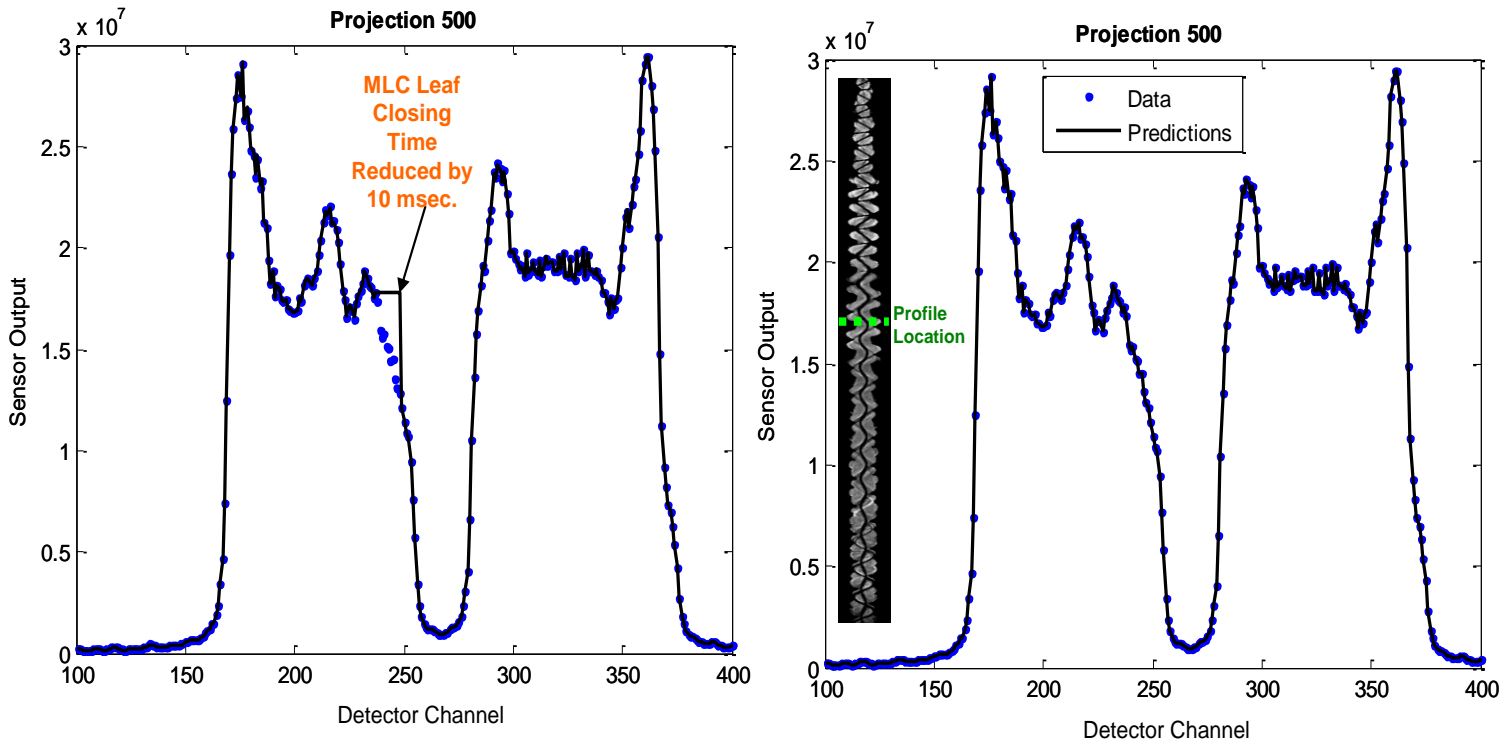 Projection 500
x 10^7
3
2.5
2
1.5
1
0.5
0
100
150
200
250
300
350
400
Sensor Output
Detector Channel
MLC Leaf
Closing
Time
Reduced by
10 msec.
Projection 500
x 10^7
3
2.5
2
1.5
1
0.5
0
100
150
200
250
300
350
400
Sensor Output
Detector Channel
Data
Predictions
Profile
Location